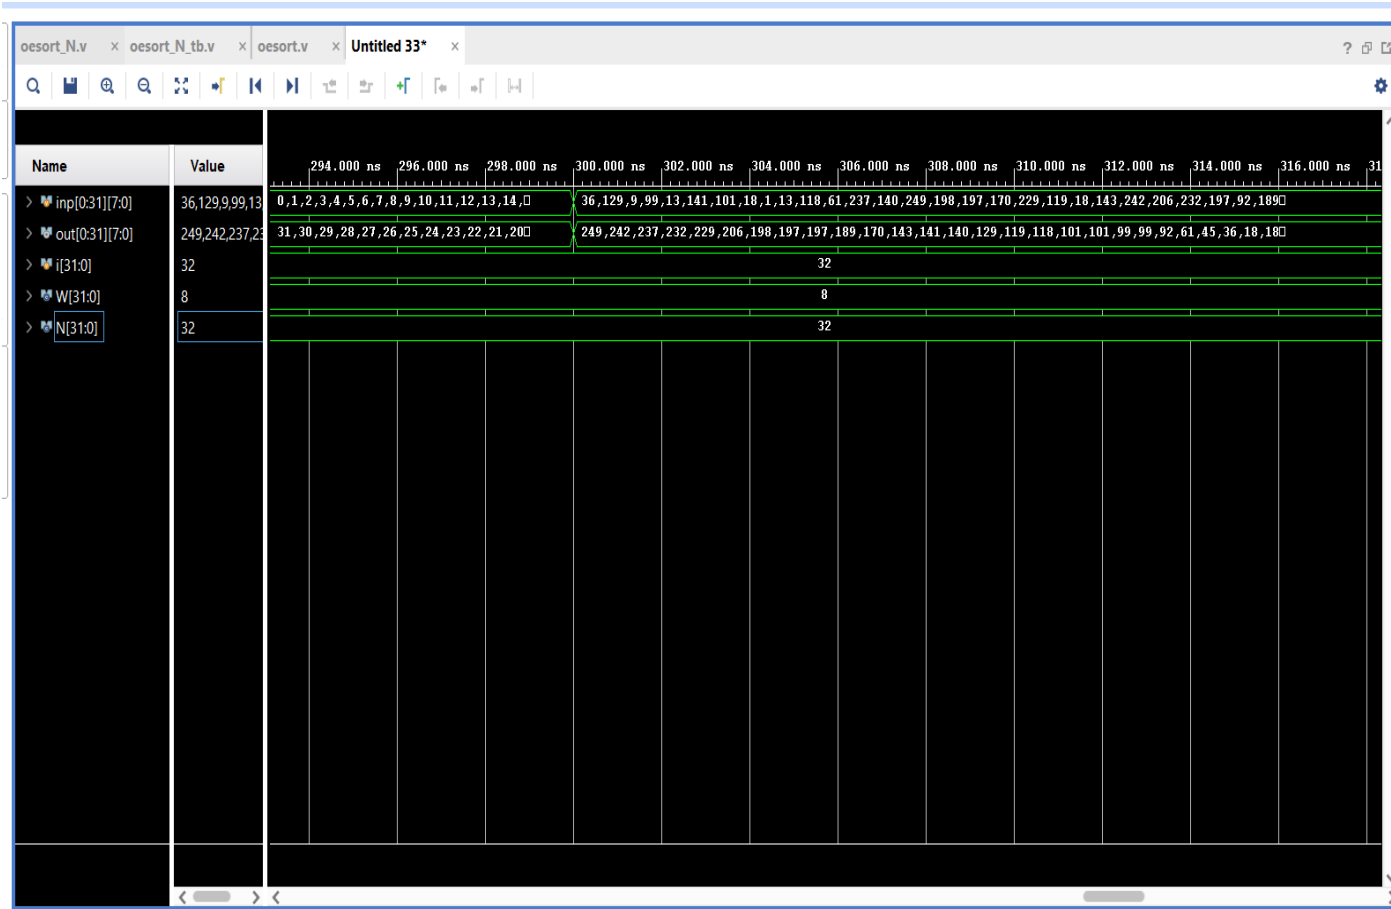 oesort_N.v × oesort_N_tb.v × oesort.v × Untitled 33* ×
?
Name Value
294.000 ns 296.000 ns 298.000 ns 300.000 ns 302.000 ns 304.000 ns 306.000 ns 308.000 ns 310.000 ns 312.000 ns 314.000 ns 316.000 ns 31
inp[0:31][7:0] 36,129,9,99,13 0,1,2,3,4,5,6,7,8,9,10,11,12,13,14, 36,129,9,99,13,141,101,18,1,13,118,61,237,140,249,198,197,170,229,119,18,143,242,206,232,197,92,189
out[0:31][7:0] 249,242,237,23 31,30,29,28,27,26,25,24,23,22,21,20 249,242,237,232,229,206,198,197,197,189,170,143,141,140,129,119,118,101,101,99,99,92,61,45,36,18,18
i[31:0] 32 32
W[31:0] 8 8
N[31:0] 32 32